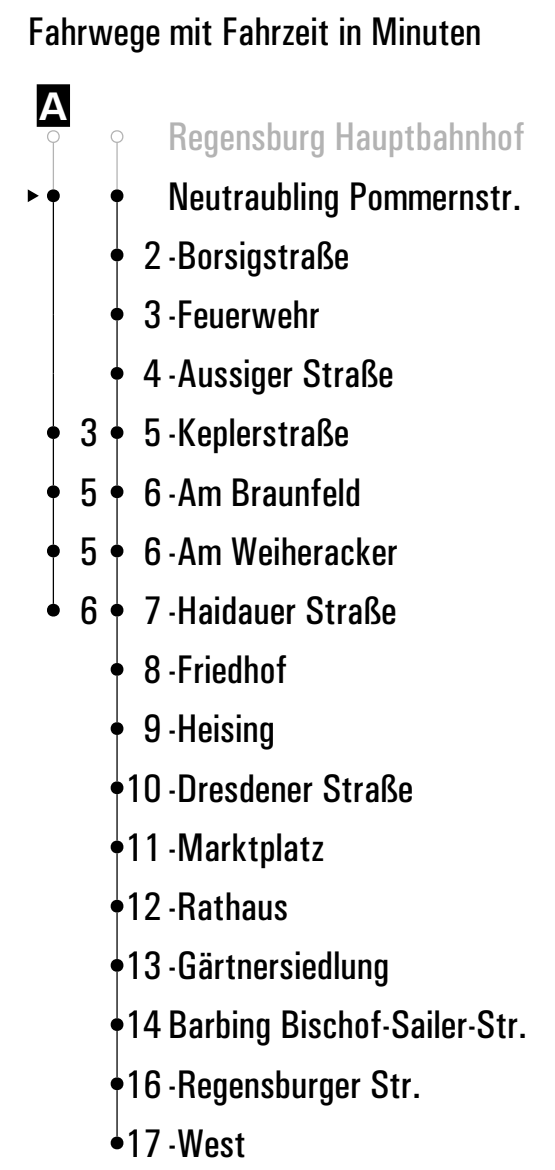 Fahrwege mit Fahrzeit in Minuten
A
Regensburg Hauptbahnhof
Neutraubling Pommernstr.
2 -Borsigstraße
3 -Feuerwehr
4 -Aussiger Straße
3 5 -Keplerstraße
5 6 -Am Braunfeld
5 6 -Am Weiheracker
6 7 -Haidauer Straße
8 -Friedhof
9 -Heising
10 -Dresdener Straße
11 -Marktplatz
12 -Rathaus
13 -Gärtnersiedlung
14 Barbing Bischof-Sailer-Str.
16 -Regensburger Str.
17 -West